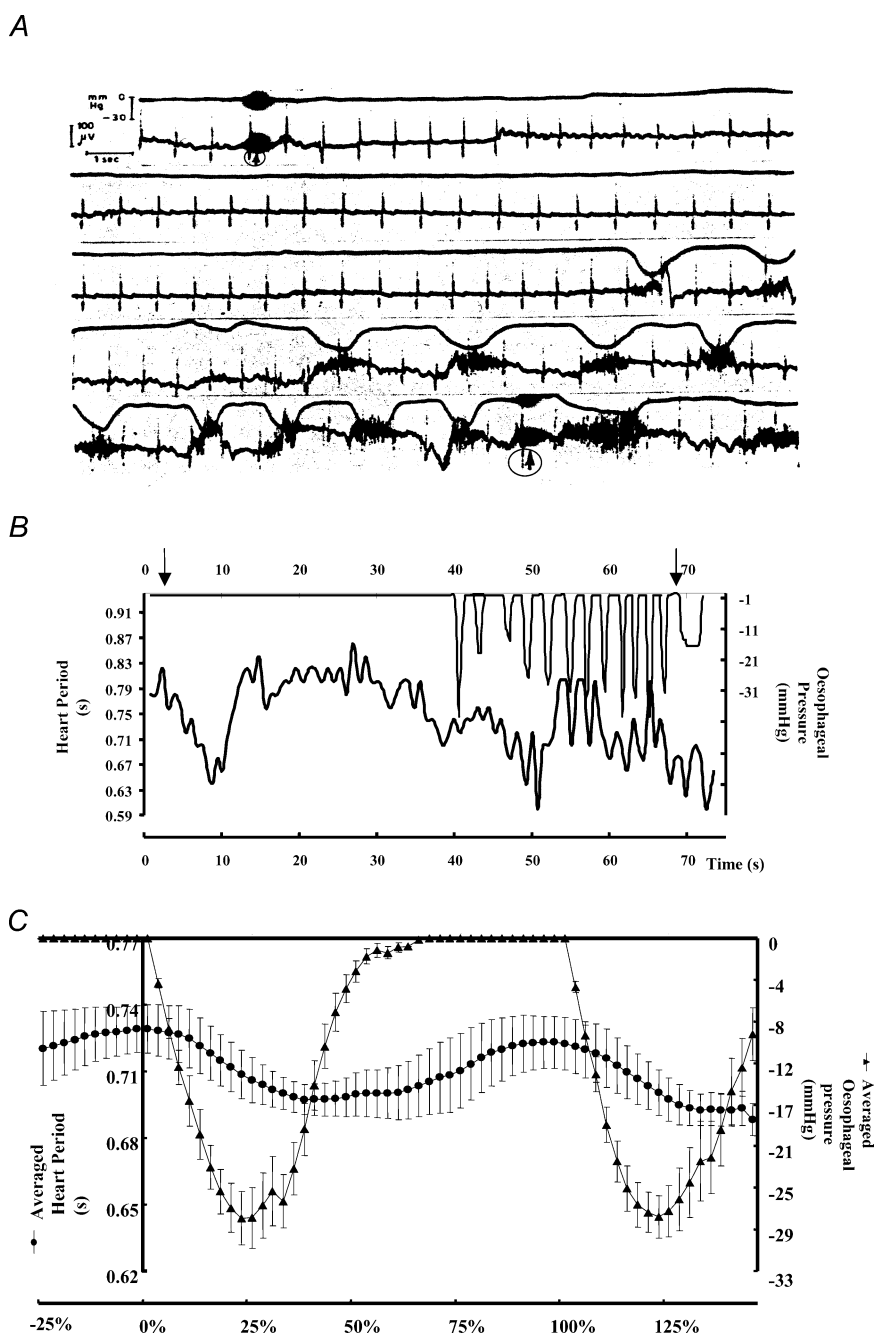 A
mm
Hg
0
-30
100
μV
1 sec
B
0 10 20 30 40 50 60 70
0.91
0.87
0.83
0.79
0.75
0.71
0.67
0.63
0.59
Heart Period
(s)
-1
-11
-21
-31
Oesophageal
Pressure
(mmHg)
0 10 20 30 40 50 60 70 Time (s)
C
0.77
0.74
0.71
0.68
0.65
0.62
Averaged
Heart Period
(s)
0
-4
-8
-12
-17
-21
-25
-29
-33
Averaged
Oesophageal
pressure
(mmHg)
-25% 0% 25% 50% 75% 100% 125%